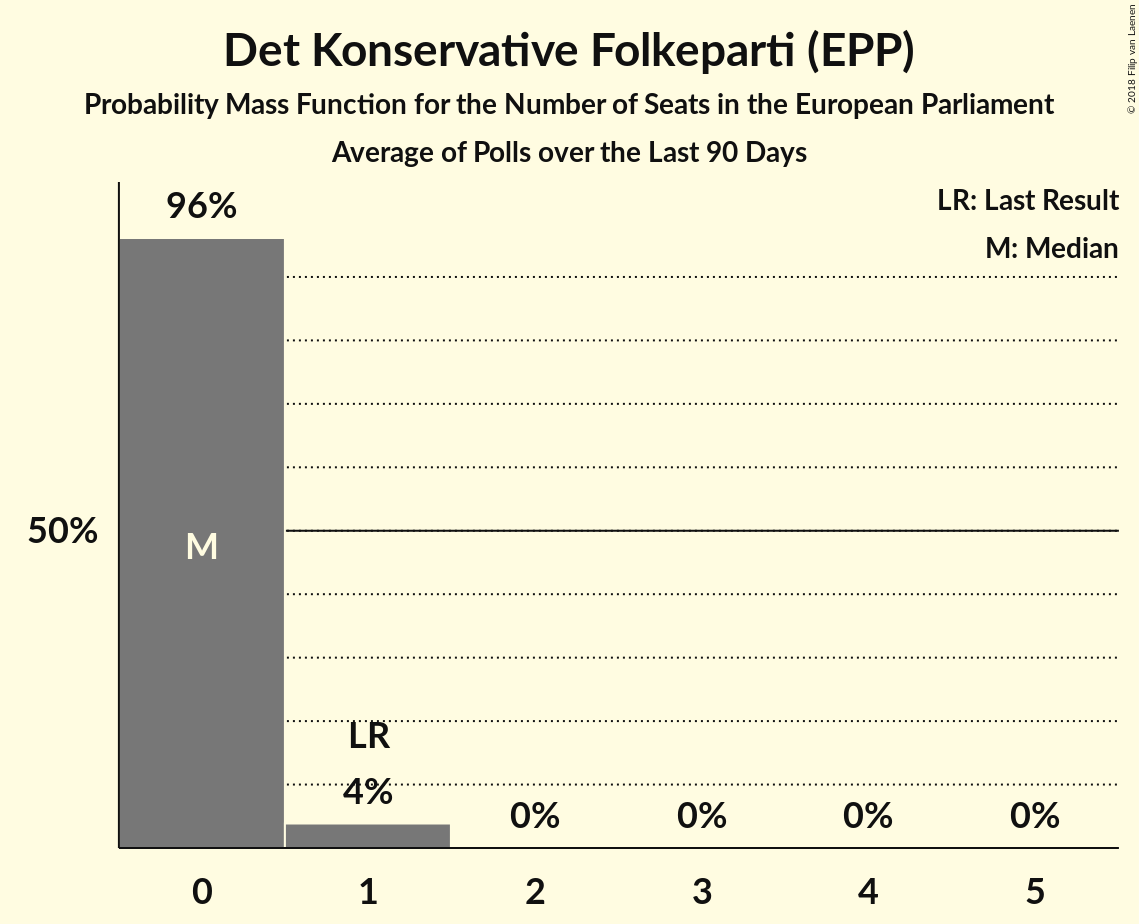 Det Konservative Folkeparti (EPP)
Probability Mass Function for the Number of Seats in the European Parliament
Average of Polls over the Last 90 Days
© 2018 Filip van Laenen
LR: Last Result
M: Median
96%
50%
M
LR
4%
0%
0%
0%
0%
0
1
2
3
4
5